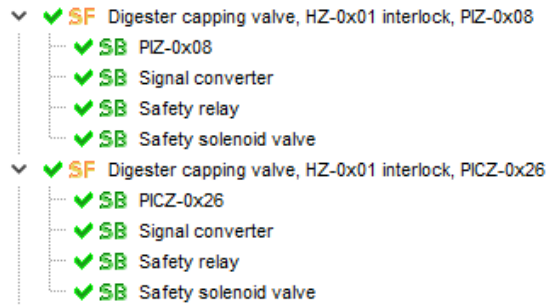 SF Digester capping valve, HZ-0x01 interlock, PIZ-0x08
SB PIZ-0x08
SB Signal converter
SB Safety relay
SB Safety solenoid valve
SF Digester capping valve, HZ-0x01 interlock, PICZ-0x26
SB PICZ-0x26
SB Signal converter
SB Safety relay
SB Safety solenoid valve